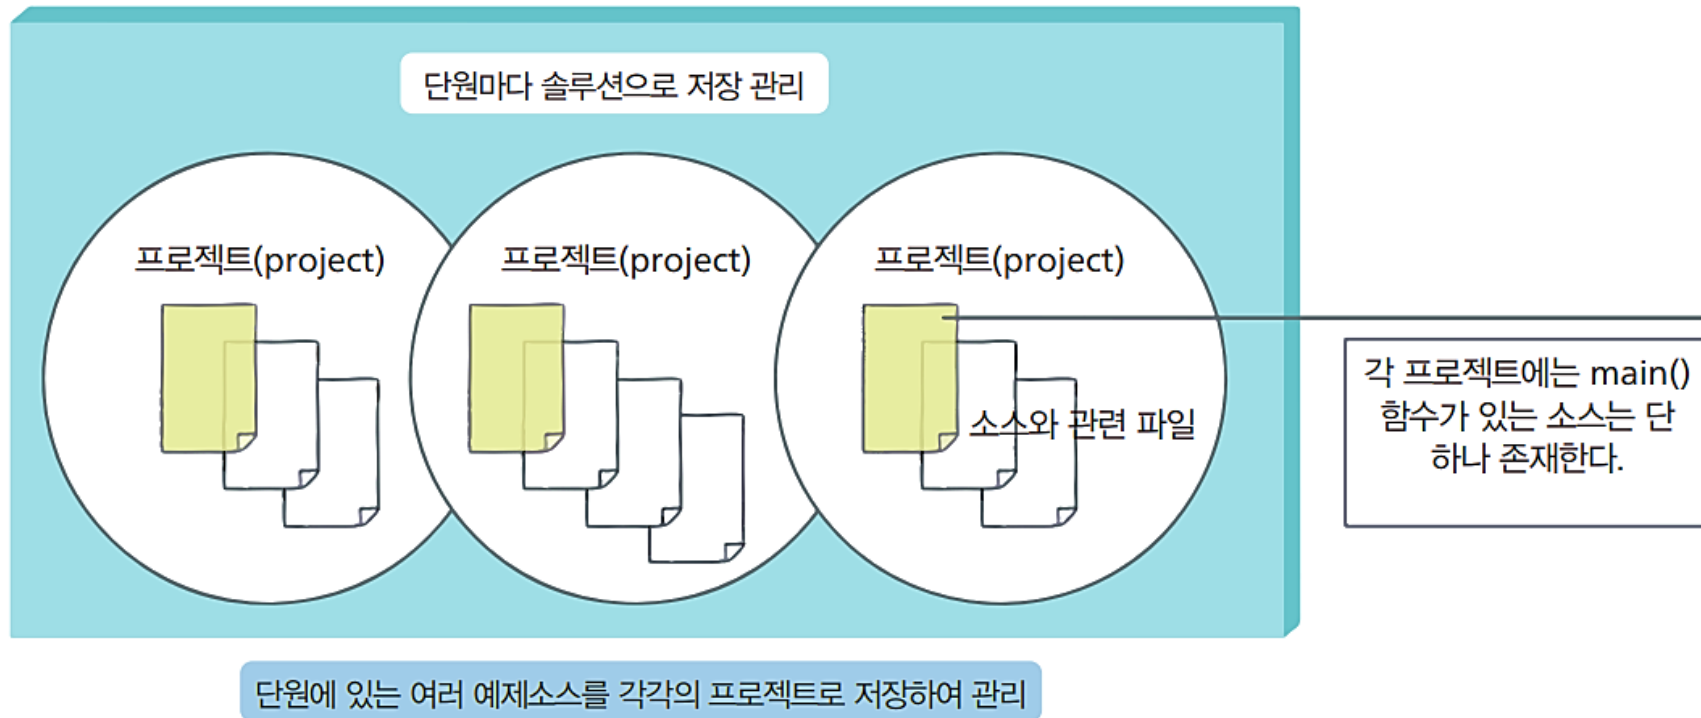 단원마다 솔루션으로 저장 관리
프로젝트(project)
프로젝트(project)
프로젝트(project)
소스와 관련 파일
각 프로젝트에는 main()
함수가 있는 소스는 단
하나 존재한다.
단원에 있는 여러 예제소스를 각각의 프로젝트로 저장하여 관리